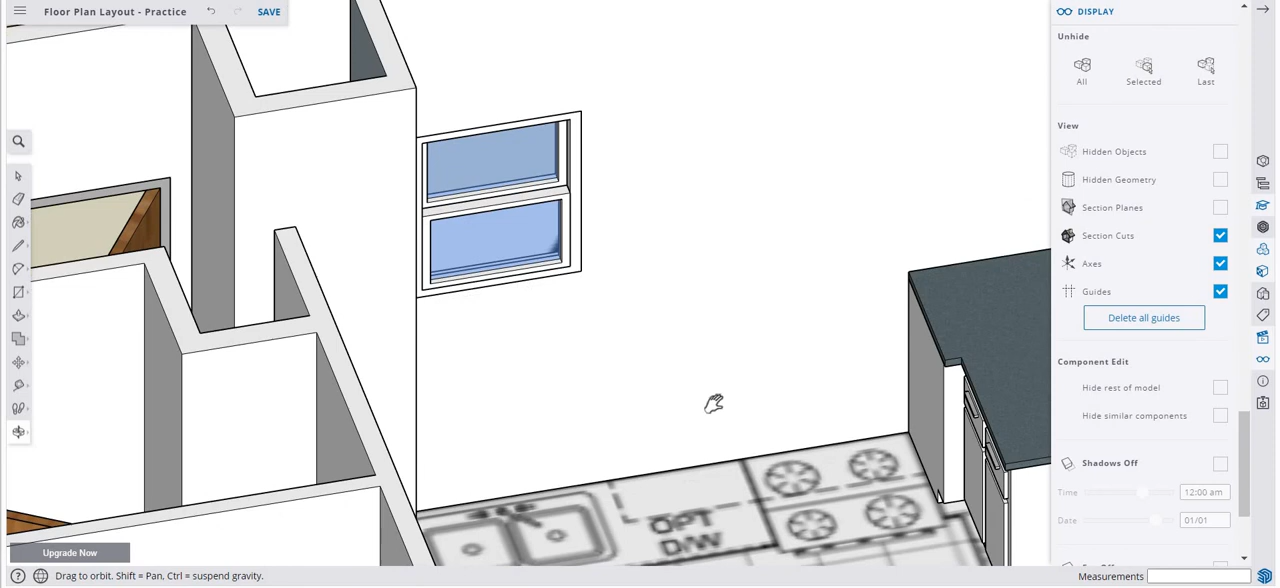 Floor Plan Layout - Practice
SAVE
DISPLAY
Unhide
All
Selected
Last
View
Hidden Objects
Hidden Geometry
Section Planes
Section Cuts
Axes
Guides
Delete all guides
Component Edit
Hide rest of model
Hide similar components
Shadows Off
Time
12:00 am
Date
01/01
OPT
D/W
Upgrade Now
Drag to orbit. Shift = Pan, Ctrl = suspend gravity.
Measurements